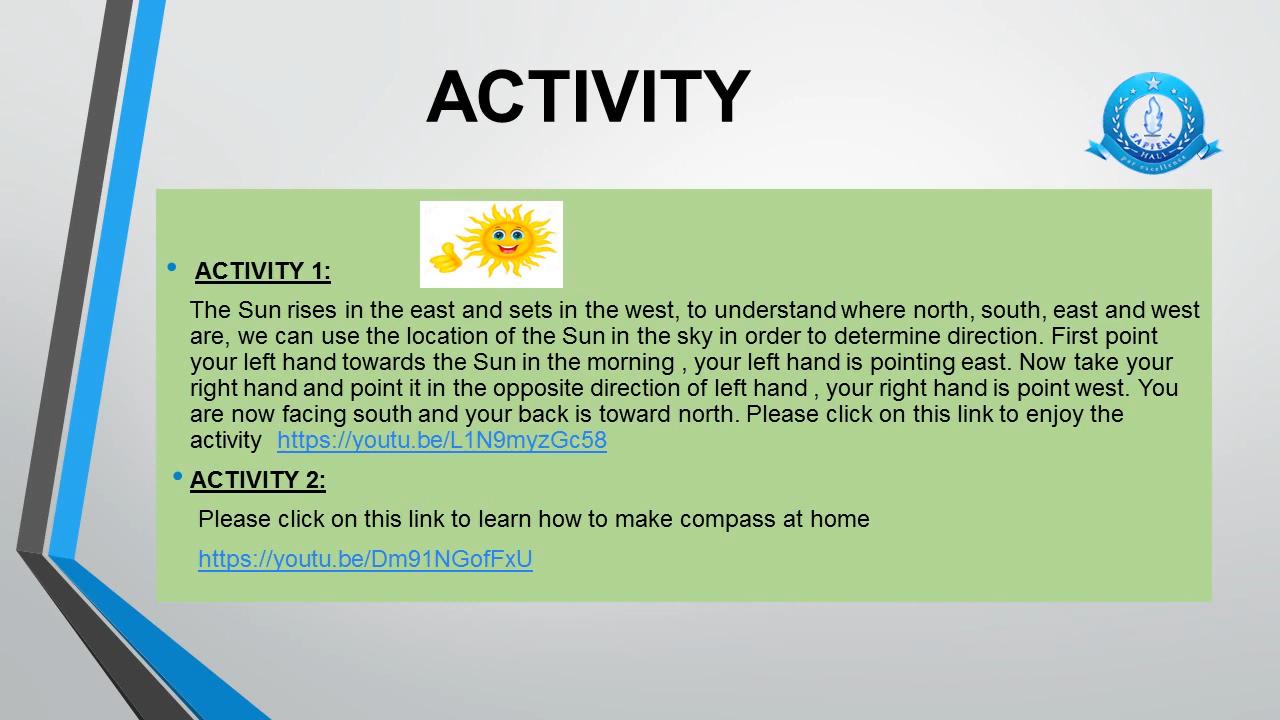 ACTIVITY
SAPIENT
HALL
par excellence
ACTIVITY 1:
The Sun rises in the east and sets in the west, to understand where north, south, east and west
are, we can use the location of the Sun in the sky in order to determine direction. First point
your left hand towards the Sun in the morning , your left hand is pointing east. Now take your
right hand and point it in the opposite direction of left hand , your right hand is point west. You
are now facing south and your back is toward north. Please click on this link to enjoy the
activity https://youtu.be/L1N9myzGc58
ACTIVITY 2:
Please click on this link to learn how to make compass at home
https://youtu.be/Dm91NGofFxU